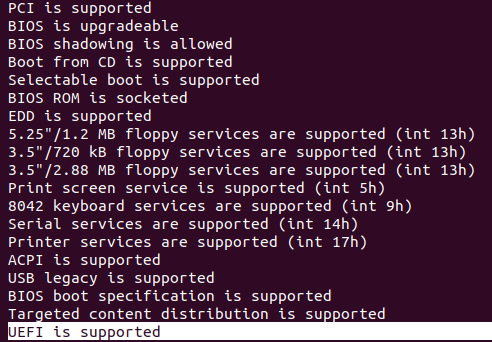 PCI is supported
BIOS is upgradeable
BIOS shadowing is allowed
Boot from CD is supported
Selectable boot is supported
BIOS ROM is socketed
EDD is supported
5.25"/1.2 MB floppy services are supported (int 13h)
3.5"/720 kB floppy services are supported (int 13h)
3.5"/2.88 MB floppy services are supported (int 13h)
Print screen service is supported (int 5h)
8042 keyboard services are supported (int 9h)
Serial services are supported (int 14h)
Printer services are supported (int 17h)
ACPI is supported
USB legacy is supported
BIOS boot specification is supported
Targeted content distribution is supported
UEFI is supported